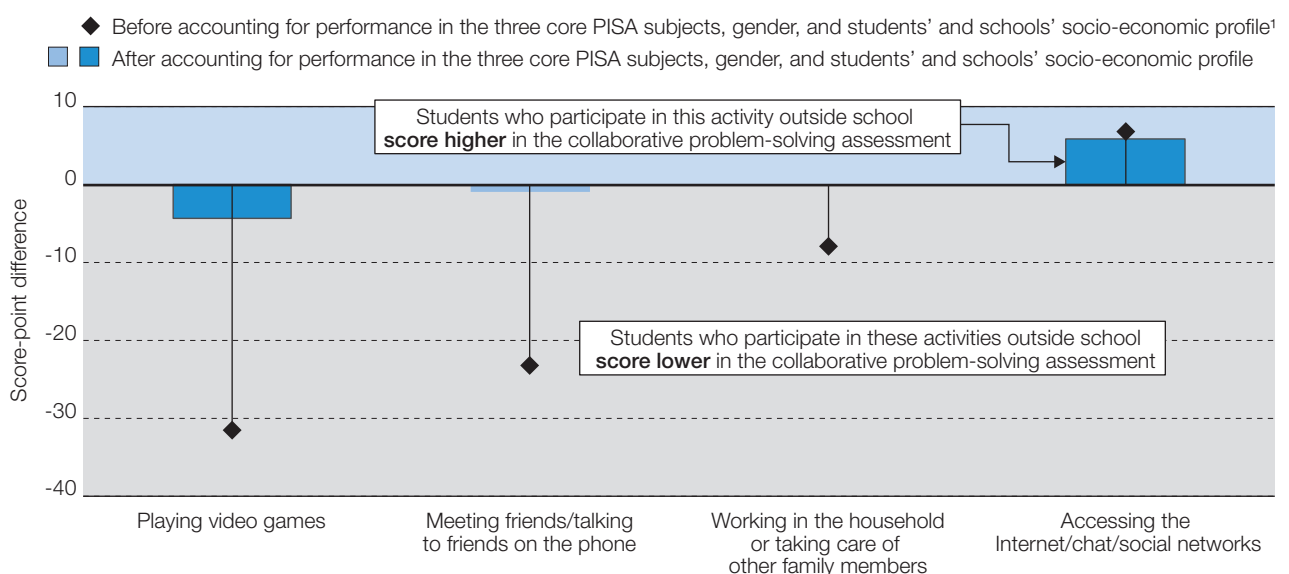 Before accounting for performance in the three core PISA subjects, gender, and students’ and schools’ socio-economic profile¹
After accounting for performance in the three core PISA subjects, gender, and students’ and schools’ socio-economic profile
Score-point difference
10
0
-10
-20
-30
-40
Students who participate in this activity outside school
score higher in the collaborative problem-solving assessment
Students who participate in these activities outside school
score lower in the collaborative problem-solving assessment
Playing video games
Meeting friends/talking
to friends on the phone
Working in the household
or taking care of
other family members
Accessing the
Internet/chat/social networks